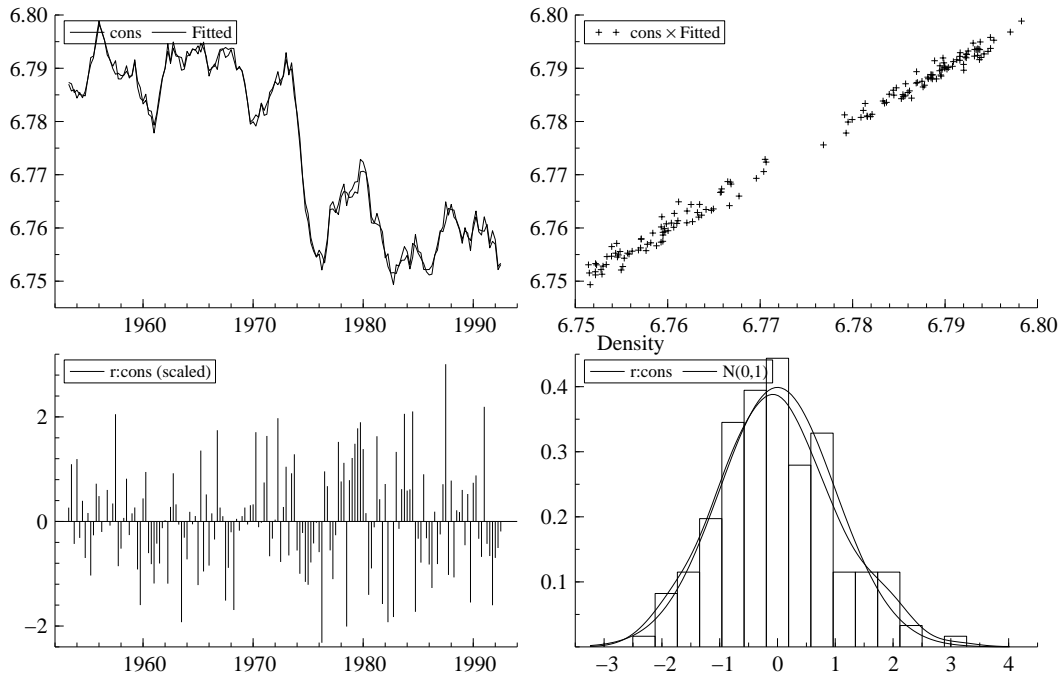 6.80
cons Fitted
6.79
6.78
6.77
6.76
6.75
1960 1970 1980 1990
6.80
cons × Fitted
6.79
6.78
6.77
6.76
6.75
6.75 6.76 6.77 6.78 6.79 6.80
r:cons (scaled)
2
0
−2
1960 1970 1980 1990
Density
r:cons N(0,1)
0.4
0.3
0.2
0.1
−3 −2 −1 0 1 2 3 4